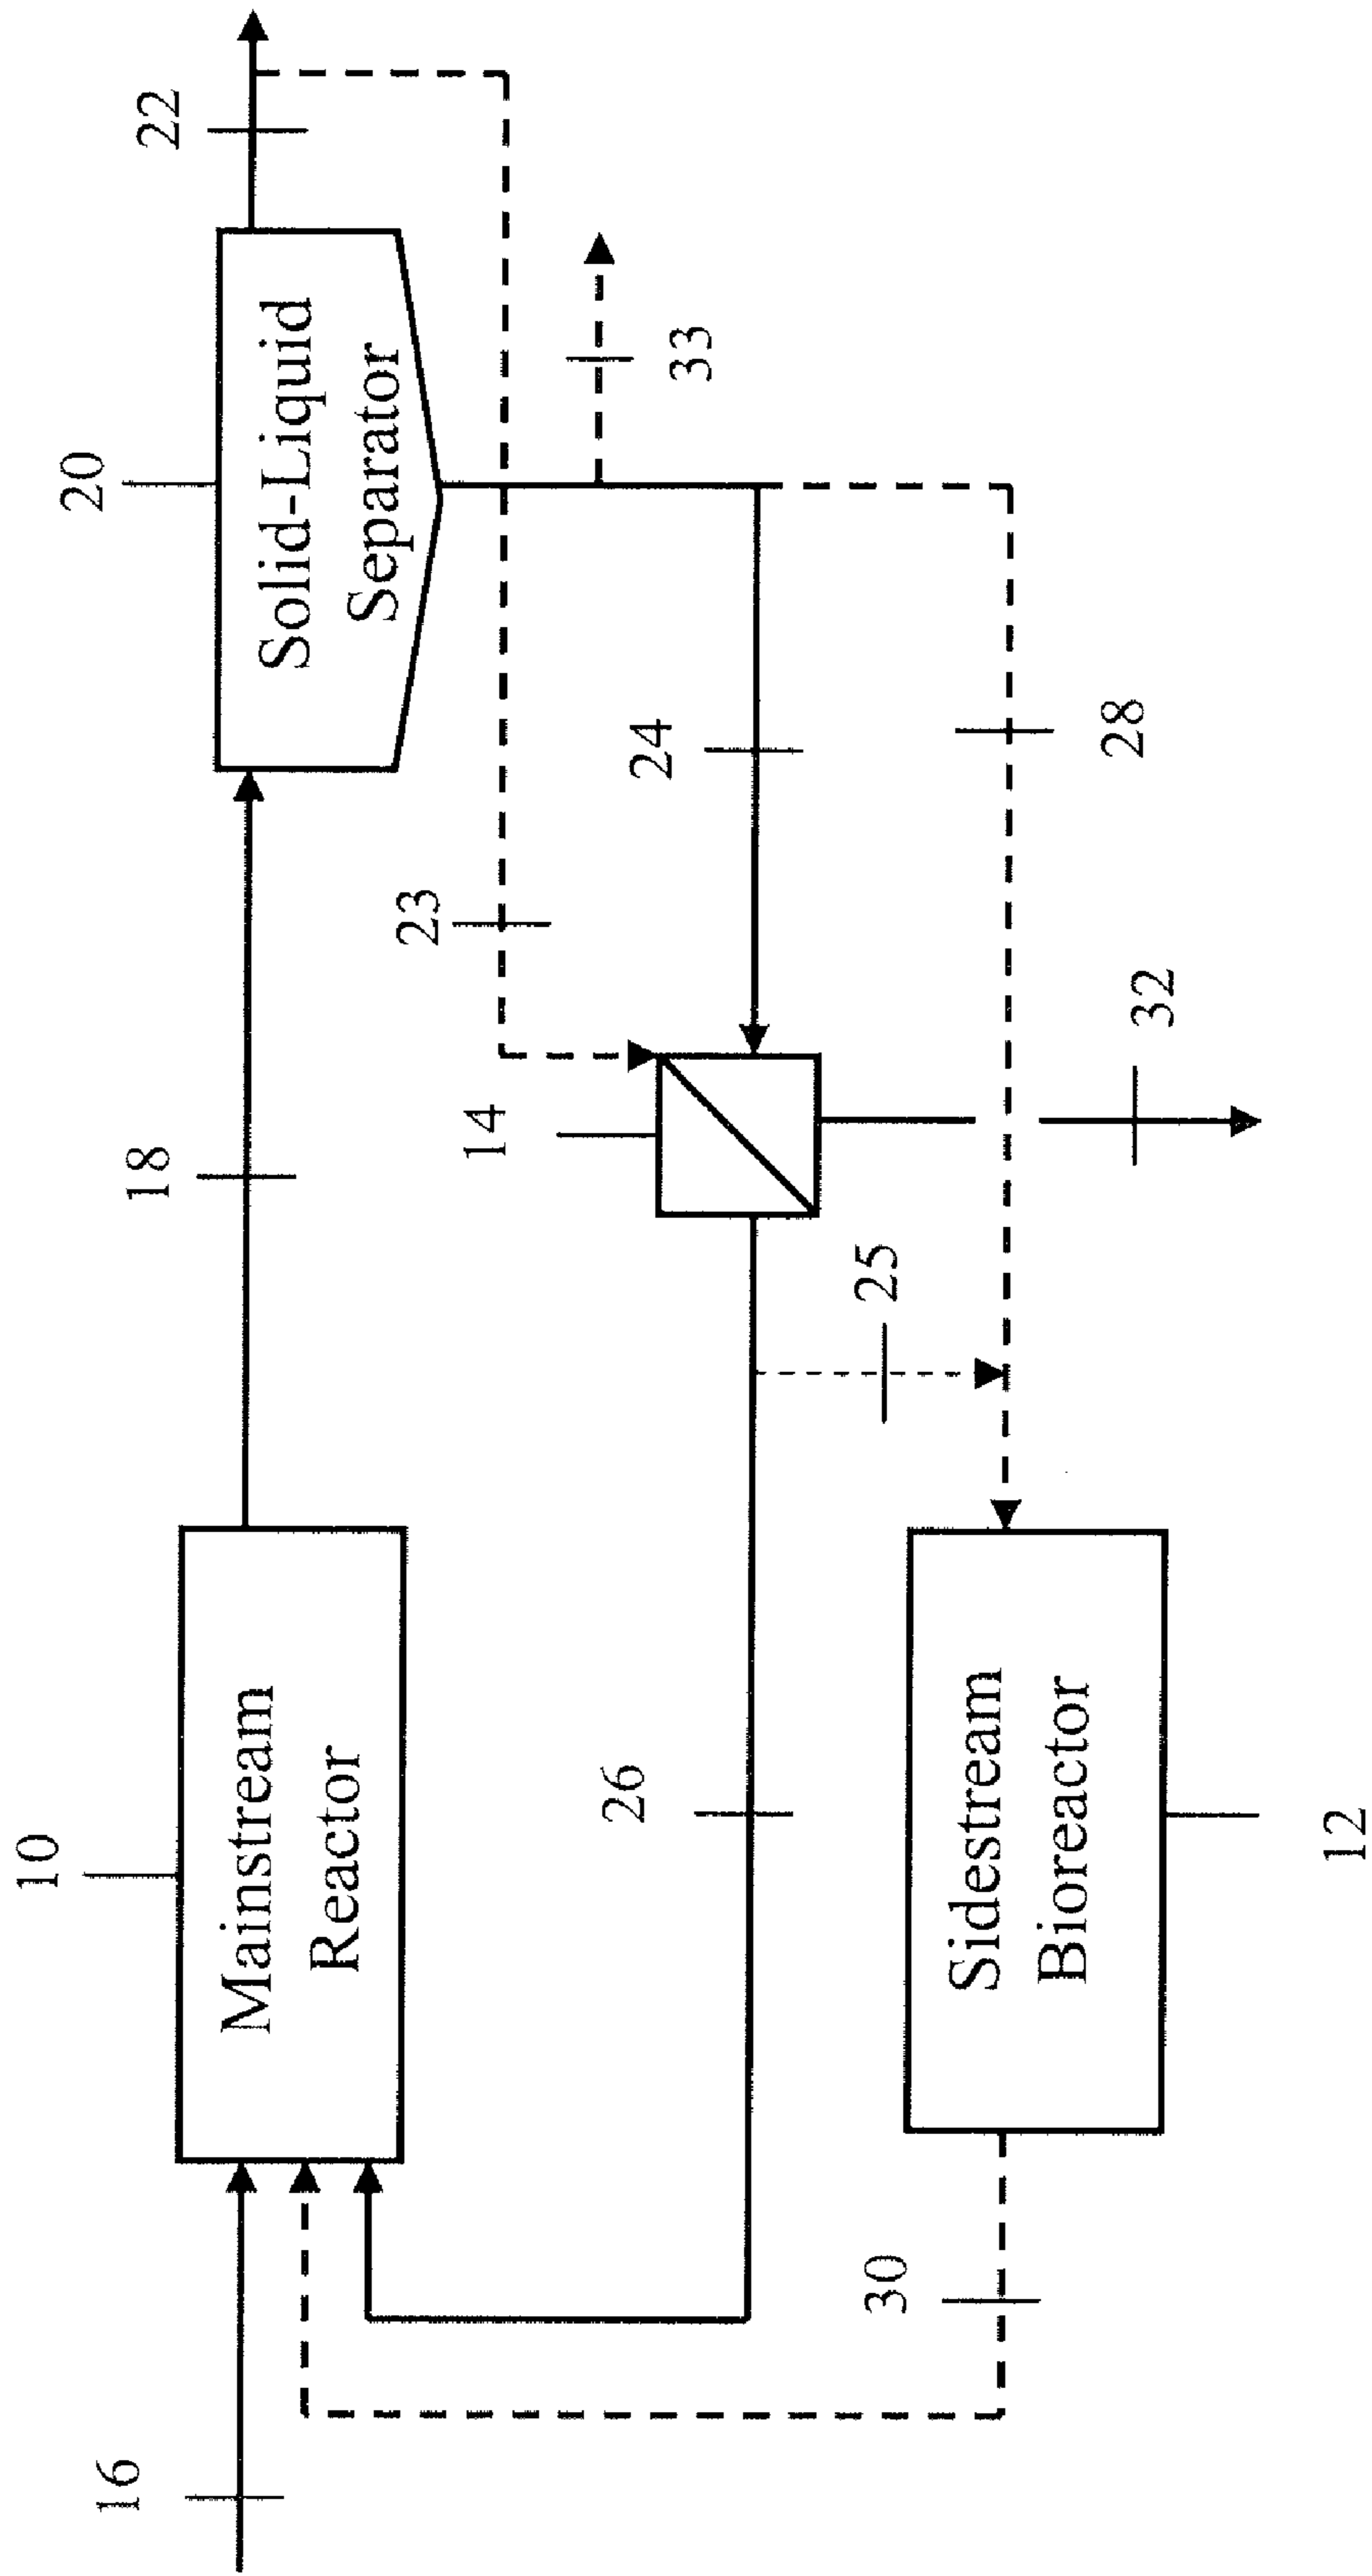 20
22
Solid-Liquid
Separator
18
10
Mainstream
Reactor
16
23
33
14
24
26
25
28
32
Sidestream
Bioreactor
30
12